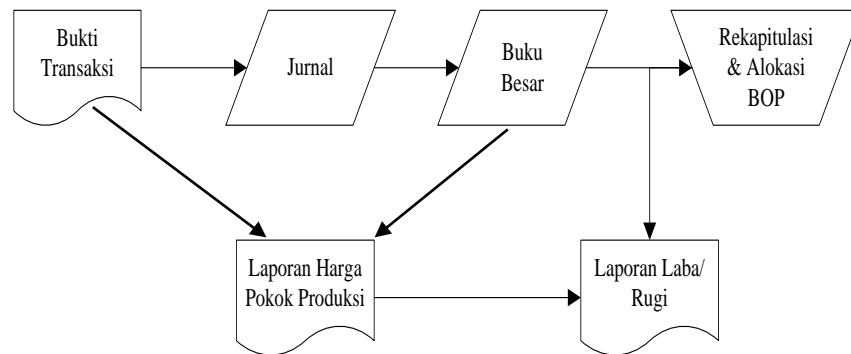 Bukti
Transaksi
Jurnal
Buku
Besar
Rekapitulasi
& Alokasi
BOP
Laporan Harga
Pokok Produksi
Laporan Laba/
Rugi